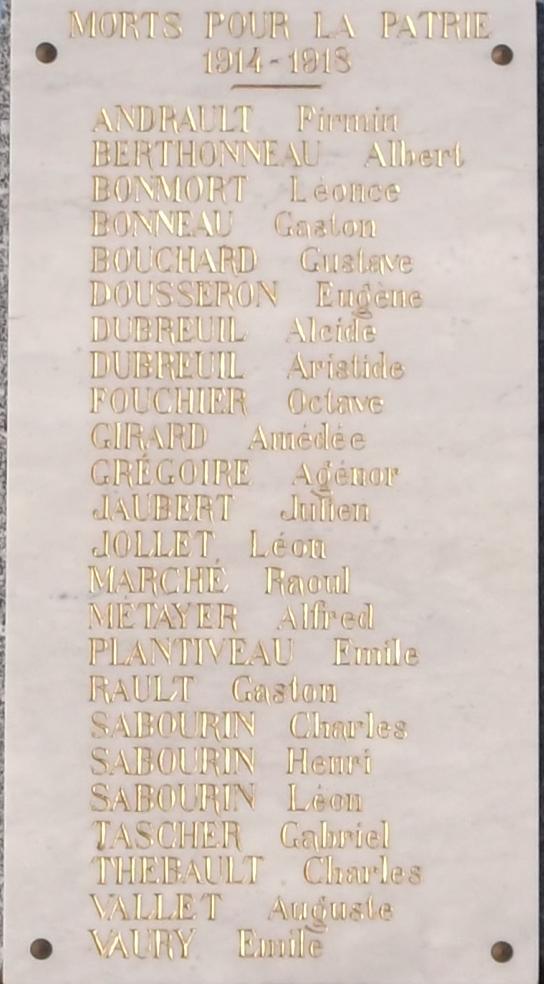 MORTS POUR LA PATRIE
1914-1918
ANDRAULT Firmin
BERTHONNEAU Albert
BONMORT Léonce
BONNEAU Gaston
BOUCHARD Gustave
DOUSSERON Eugène
DUBREUIL Alcide
DUBREUIL Aristide
FOUCHIER Octave
GIRARD Amédée
GRÉGOIRE Agénor
JAUBERT Julien
JOLLET Léon
MARCHÉ Raoul
MÉTAYER Alfred
PLANTIVEAU Emile
RAULT Gaston
SABOURIN Charles
SABOURIN Henri
SABOURIN Léon
TASCHER Gabriel
THEBAULT Charles
VALLET Auguste
VAURY Emile